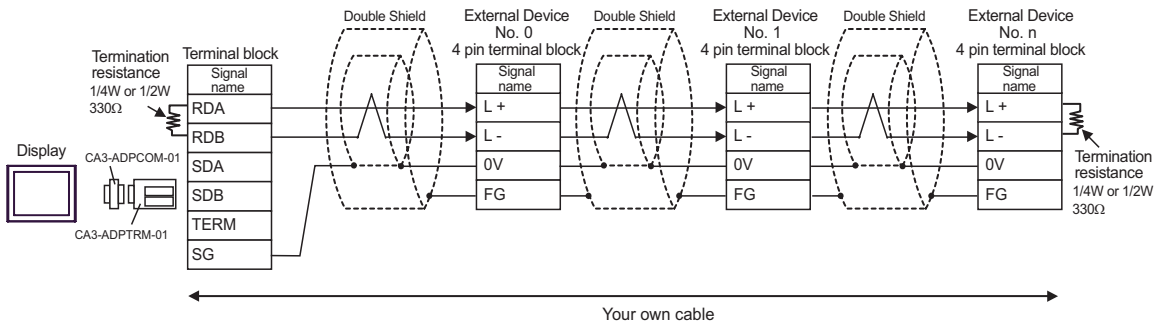 Display
CA3-ADPCOM-01
CA3-ADPTRM-01
Termination
resistance
1/4W or 1/2W
330Ω
Terminal block
Signal
name
RDA
RDB
SDA
SDB
TERM
SG
Double Shield
External Device
No. 0
4 pin terminal block
Signal
name
L +
L -
0V
FG
Double Shield
External Device
No. 1
4 pin terminal block
Signal
name
L +
L -
0V
FG
Double Shield
External Device
No. n
4 pin terminal block
Signal
name
L +
L -
0V
FG
Termination
resistance
1/4W or 1/2W
330Ω
Your own cable